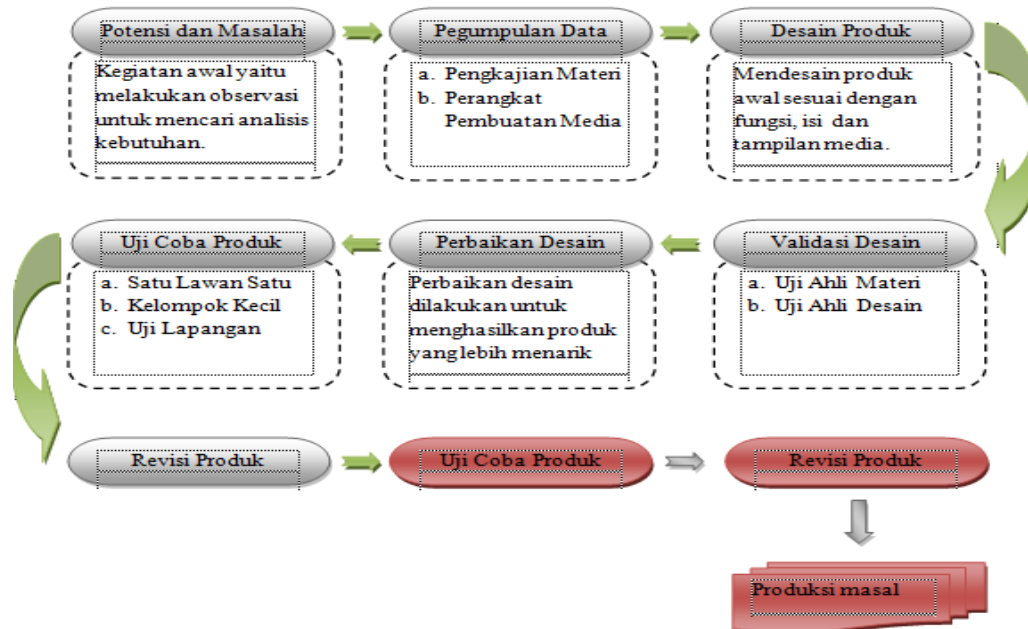 Potensi dan Masalah
Kegiatan awal yaitu
melakukan observasi
untuk mencari analisis
kebutuhan.
Pegumpulan Data
a. Pengkajian Materi
b. Perangkat
Pembuatan Media
Desain Produk
Mendesain produk
awal sesuai dengan
fungsi, isi dan
tampilan media.
Validasi Desain
a. Uji Ahli Materi
b. Uji Ahli Desain
Perbaikan Desain
Perbaikan desain
dilakukan untuk
menghasilkan produk
yang lebih menarik
Uji Coba Produk
a. Satu Lawan Satu
b. Kelompok Kecil
c. Uji Lapangan
Revisi Produk
Uji Coba Produk
Revisi Produk
Produksi masal